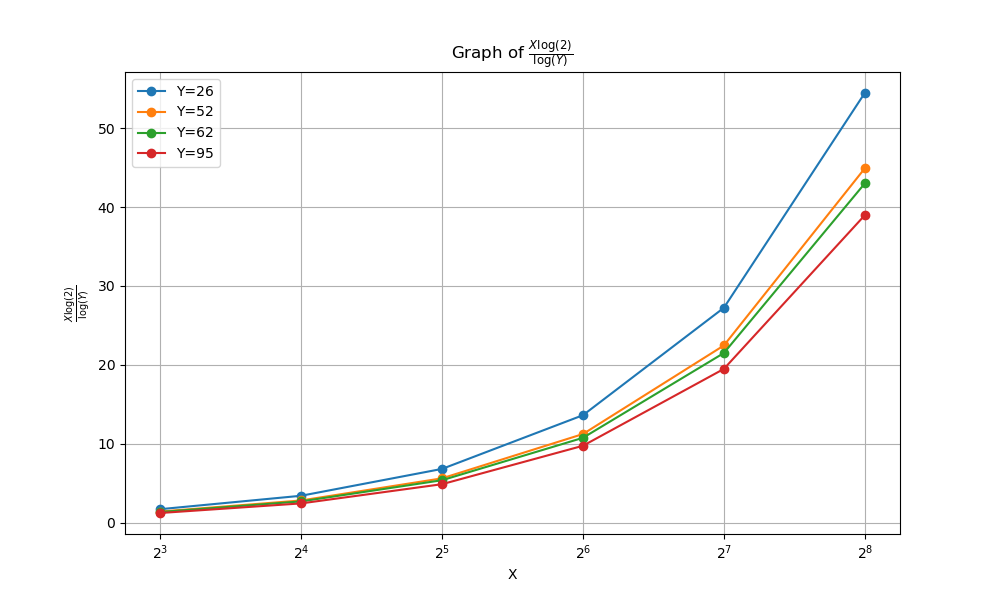 Graph of $\frac{X\log(2)}{\log(Y)}$
Y=26
Y=52
Y=62
Y=95
50
40
30
20
10
0
$\frac{X\log(2)}{\log(Y)}$
$2^3$ $2^4$ $2^5$ $2^6$ $2^7$ $2^8$
X